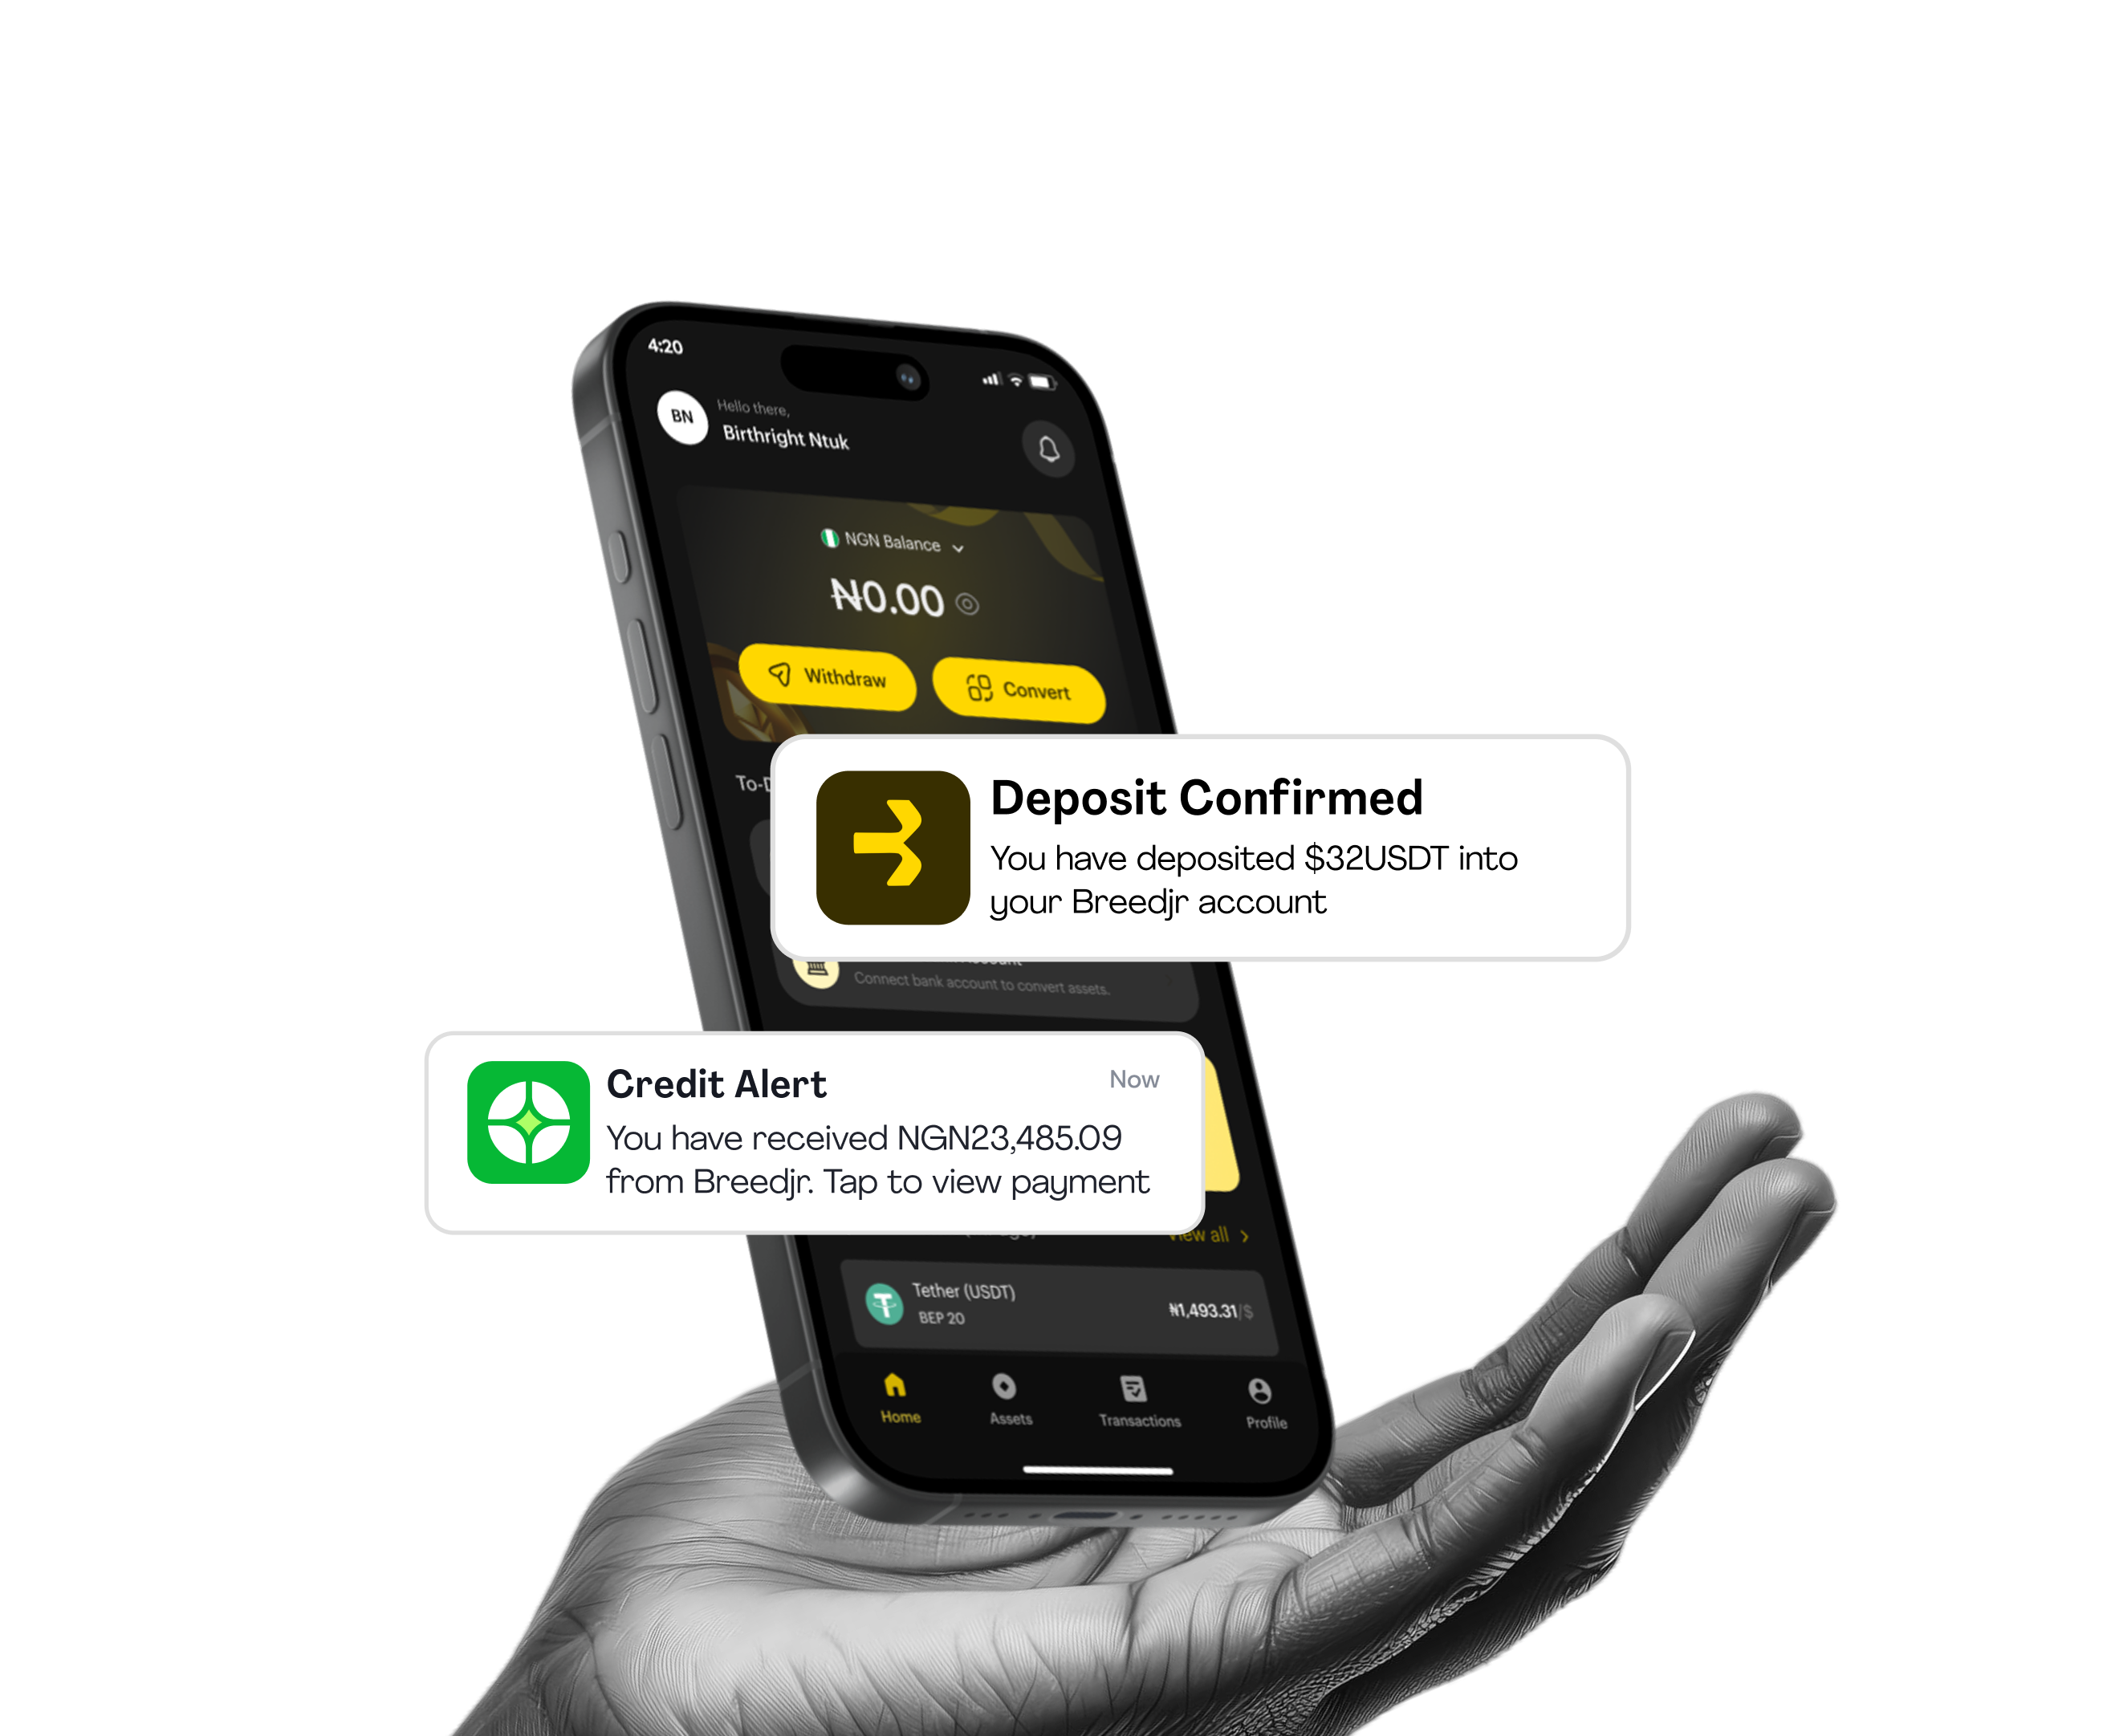 4:20
BN
Hello there,
Birthright Ntuk
NGN Balance
₦0.00
Withdraw
Convert
Deposit Confirmed
You have deposited $32USDT into
your Breedjr account
Connect bank account to convert assets.
Credit Alert
Now
You have received NGN23,485.09
from Breedjr. Tap to view payment
View all
Tether (USDT)
BEP 20
₦1,493.31/$
Home
Assets
Transactions
Profile